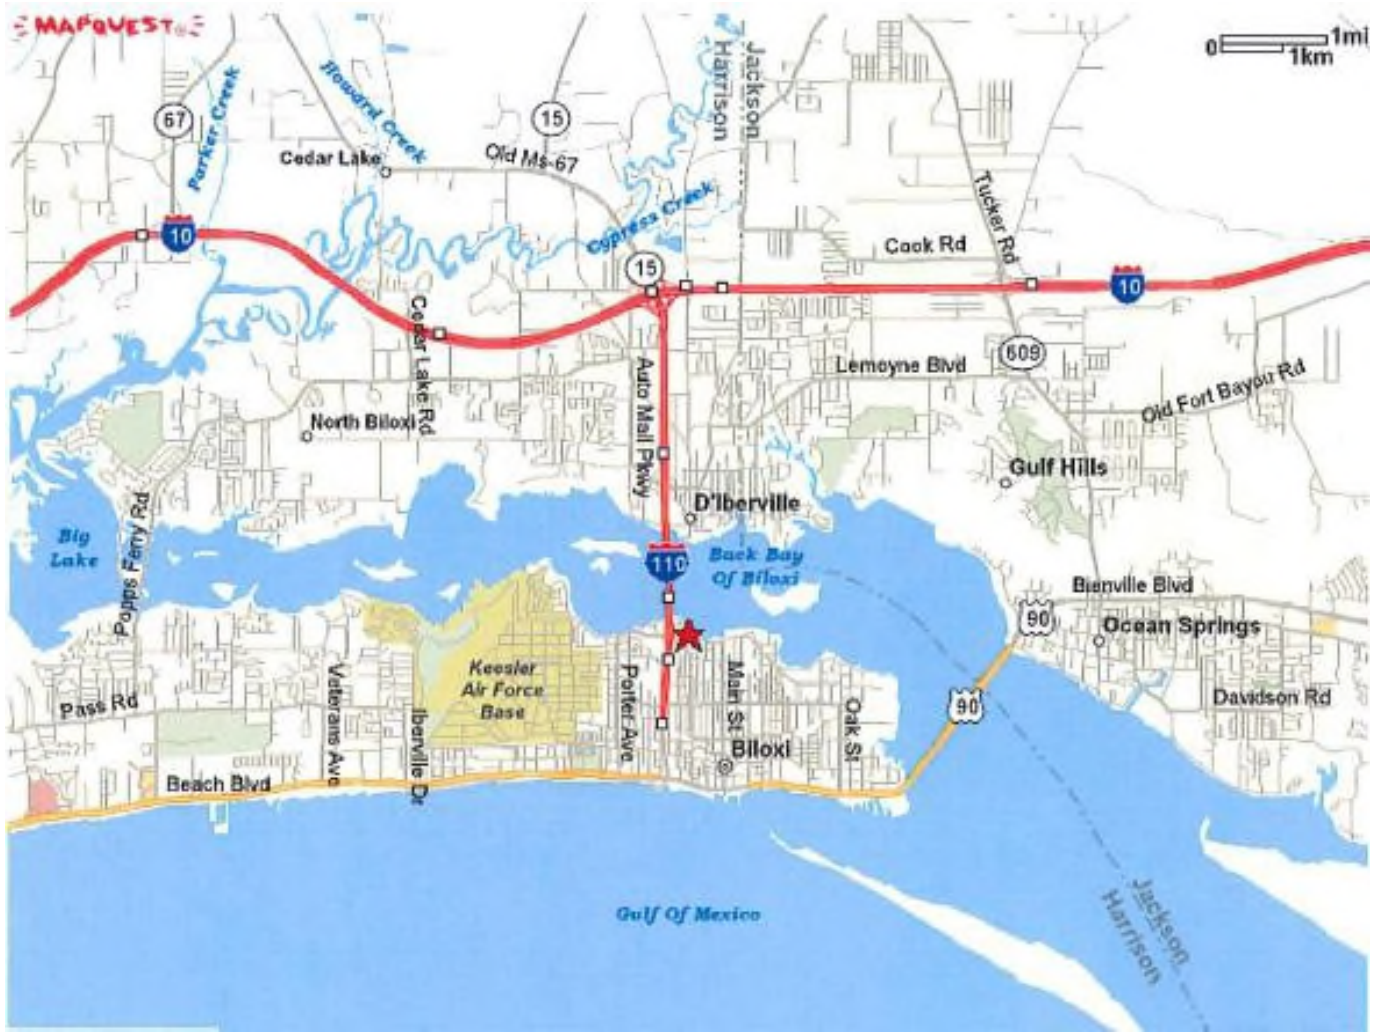 MAPQUEST
0 1mi
1km
Jackson
Harrison
67
Parker Creek
Howard Creek
15
Cedar Lake
Old Ms-67
Cypress Creek
Tucker Rd
Cook Rd
10
15
10
Cedar Lake Rd
609
Auto Mall Pkwy
Lemoyne Blvd
Old Fort Bayou Rd
North Biloxi
Gulf Hills
D'Iberville
Big
Lake
Popps Ferry Rd
110
Back Bay
Of Biloxi
Bienville Blvd
90
Ocean Springs
Keesler
Air Force
Base
Veterans Ave
Iberville Dr
Main St
Oak St
90
Davidson Rd
Pass Rd
Biloxi
Beach Blvd
Gulf Of Mexico
Jackson
Harrison